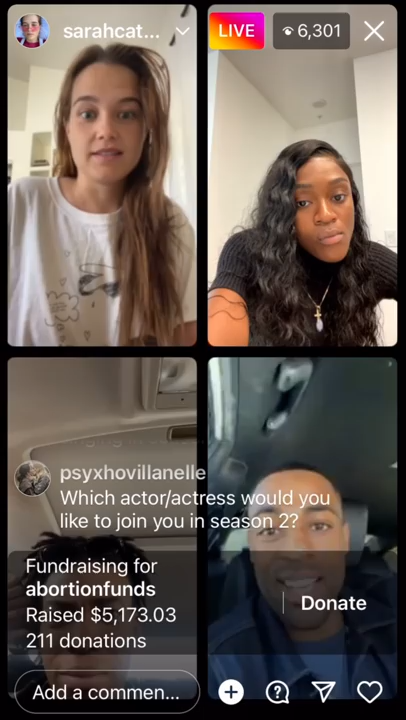 sarahcat...
LIVE
6,301
psyxhovillanelle
Which actor/actress would you
like to join you in season 2?
Fundraising for
abortionfunds
Raised $5,173.03
211 donations
Donate
Add a commen...